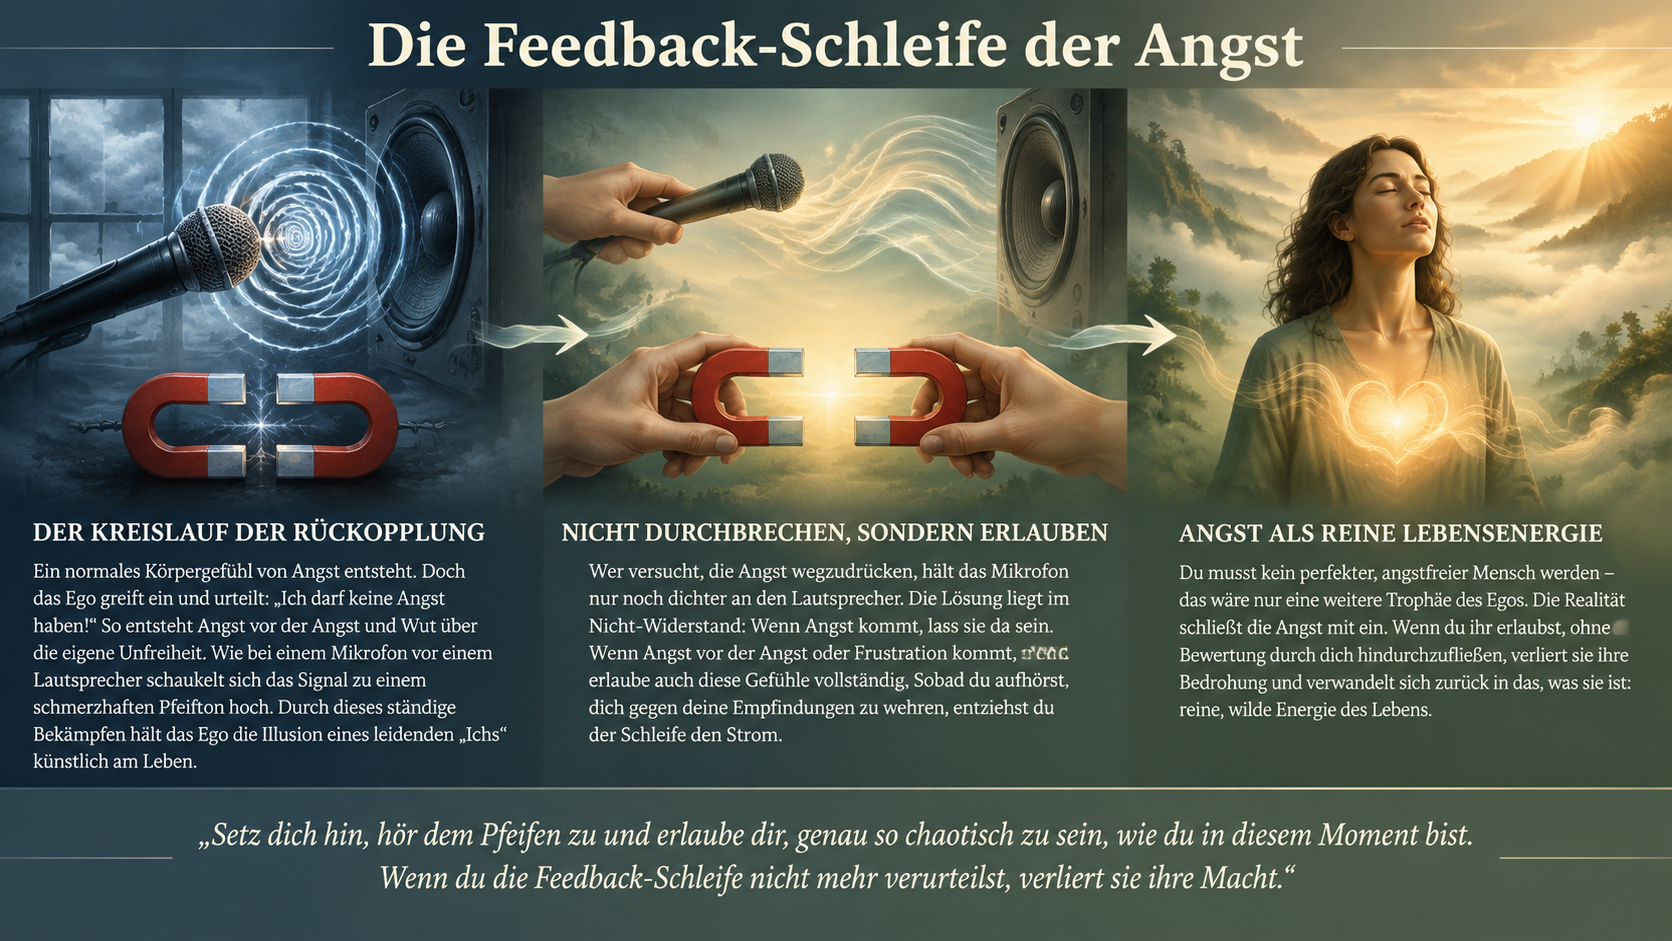 Die Feedback-Schleife der Angst
DER KREISLAUF DER RÜCKOPPLUNG
Ein normales Körpergefühl von Angst entsteht. Doch
das Ego greift ein und urteilt: „Ich darf keine Angst
haben!“ So entsteht Angst vor der Angst und Wut über
die eigene Unfreiheit. Wie bei einem Mikrofon vor einem
Lautsprecher schaukelt sich das Signal zu einem
schmerzhaften Pfeifton hoch. Durch dieses ständige
Bekämpfen hält das Ego die Illusion eines leidenden „Ichs“
künstlich am Leben.
NICHT DURCHBRECHEN, SONDERN ERLAUBEN
Wer versucht, die Angst wegzudrücken, hält das Mikrofon
nur noch dichter an den Lautsprecher. Die Lösung liegt im
Nicht-Widerstand: Wenn Angst kommt, lass sie da sein.
Wenn Angst vor der Angst oder Frustration kommt,
erlaube auch diese Gefühle vollständig, Sobad du aufhörst,
dich gegen deine Empfindungen zu wehren, entziehst du
der Schleife den Strom.
ANGST ALS REINE LEBENSENERGIE
Du musst kein perfekter, angstfreier Mensch werden –
das wäre nur eine weitere Trophäe des Egos. Die Realität
schließt die Angst mit ein. Wenn du ihr erlaubst, ohne
Bewertung durch dich hindurchzufließen, verliert sie ihre
Bedrohung und verwandelt sich zurück in das, was sie ist:
reine, wilde Energie des Lebens.
„Setz dich hin, hör dem Pfeifen zu und erlaube dir, genau so chaotisch zu sein, wie du in diesem Moment bist.
Wenn du die Feedback-Schleife nicht mehr verurteilst, verliert sie ihre Macht.“